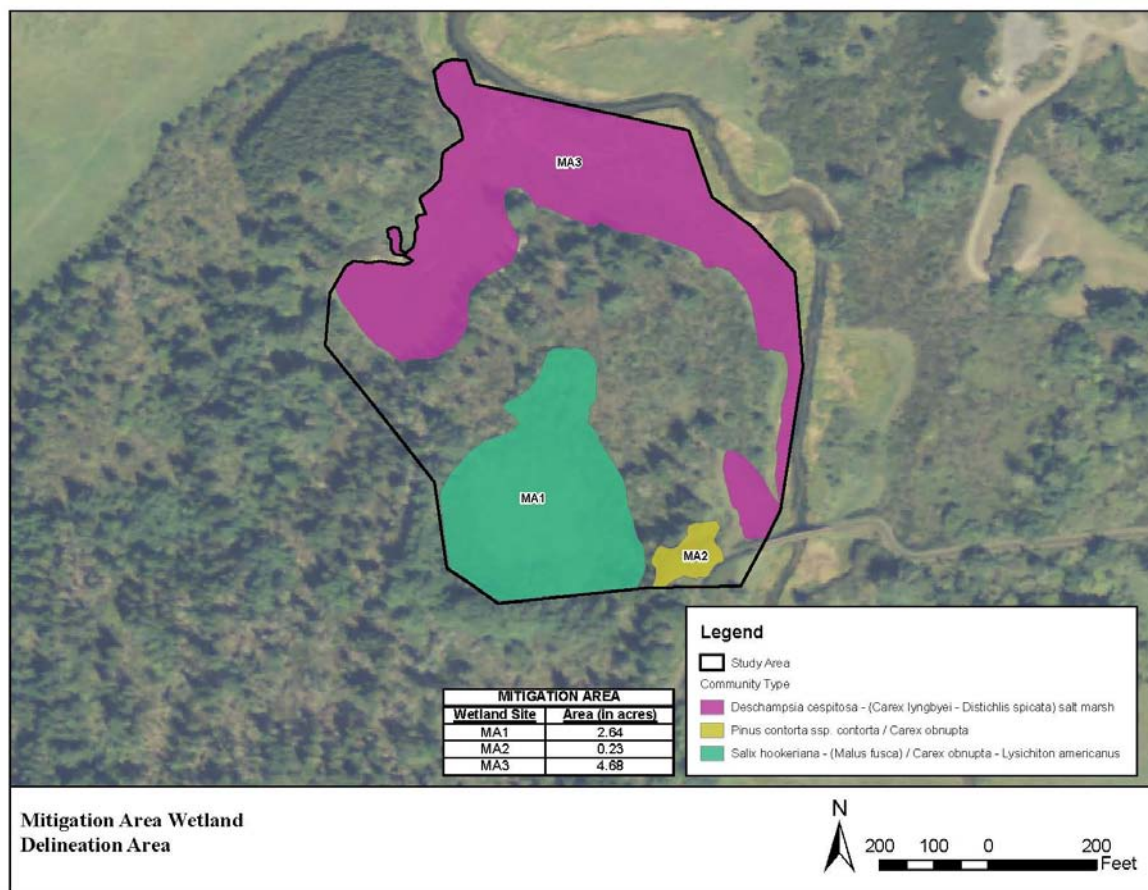 MA3
MA1
MA2
MITIGATION AREA
Wetland Site Area (in acres)
MA1 2.64
MA2 0.23
MA3 4.68
Legend
Study Area
Community Type
Deschampsia cespitosa - (Carex lyngbyei - Distichlis spicata) salt marsh
Pinus contorta ssp. contorta / Carex obnupta
Salix hookeriana - (Malus fusca) / Carex obnupta - Lysichiton americanus
Mitigation Area Wetland
Delineation Area
N
200 100 0 200
Feet